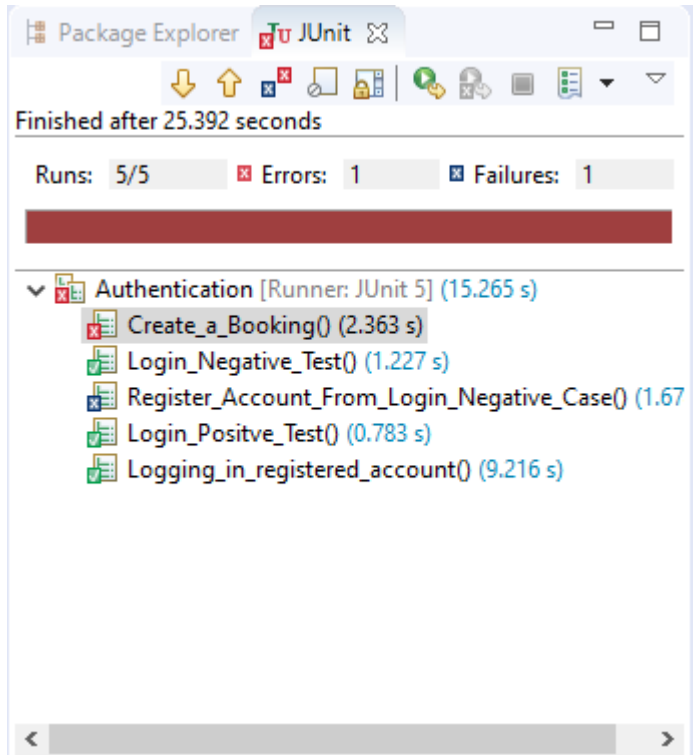 Package Explorer JUnit
Finished after 25.392 seconds
Runs: 5/5 Errors: 1 Failures: 1
Authentication [Runner: JUnit 5] (15.265 s)
Create_a_Booking() (2.363 s)
Login_Negative_Test() (1.227 s)
Register_Account_From_Login_Negative_Case() (1.67
Login_Positve_Test() (0.783 s)
Logging_in_registered_account() (9.216 s)